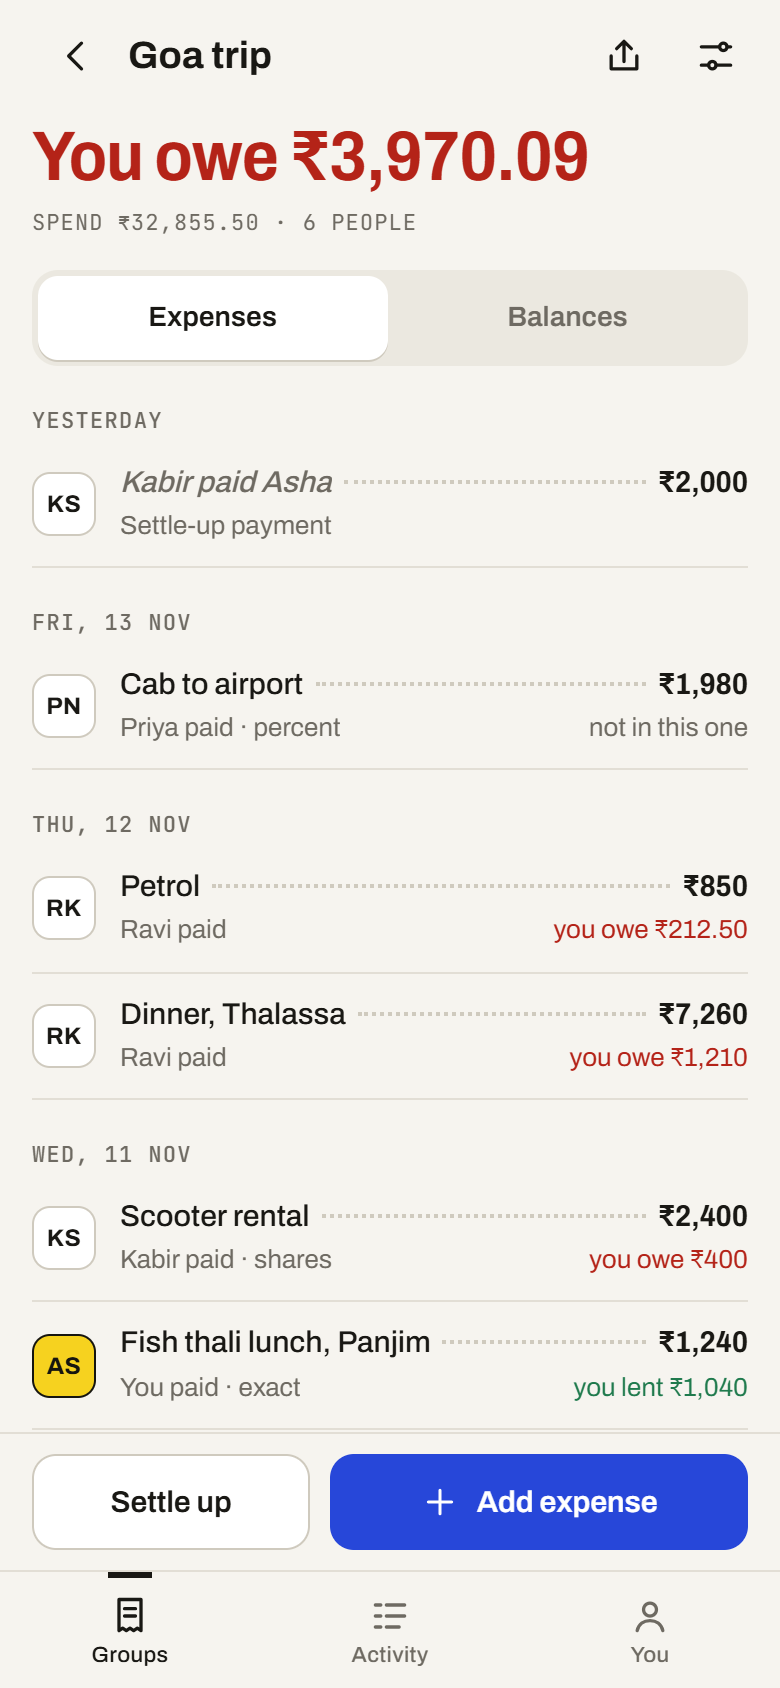 Goa trip
You owe ₹3,970.09
SPEND ₹32,855.50 · 6 PEOPLE
Expenses
Balances
YESTERDAY
KS
Kabir paid Asha
₹2,000
Settle-up payment
FRI, 13 NOV
PN
Cab to airport
₹1,980
Priya paid · percent
not in this one
THU, 12 NOV
RK
Petrol
₹850
Ravi paid
you owe ₹212.50
RK
Dinner, Thalassa
₹7,260
Ravi paid
you owe ₹1,210
WED, 11 NOV
KS
Scooter rental
₹2,400
Kabir paid · shares
you owe ₹400
AS
Fish thali lunch, Panjim
₹1,240
You paid · exact
you lent ₹1,040
Settle up
Add expense
Groups
Activity
You